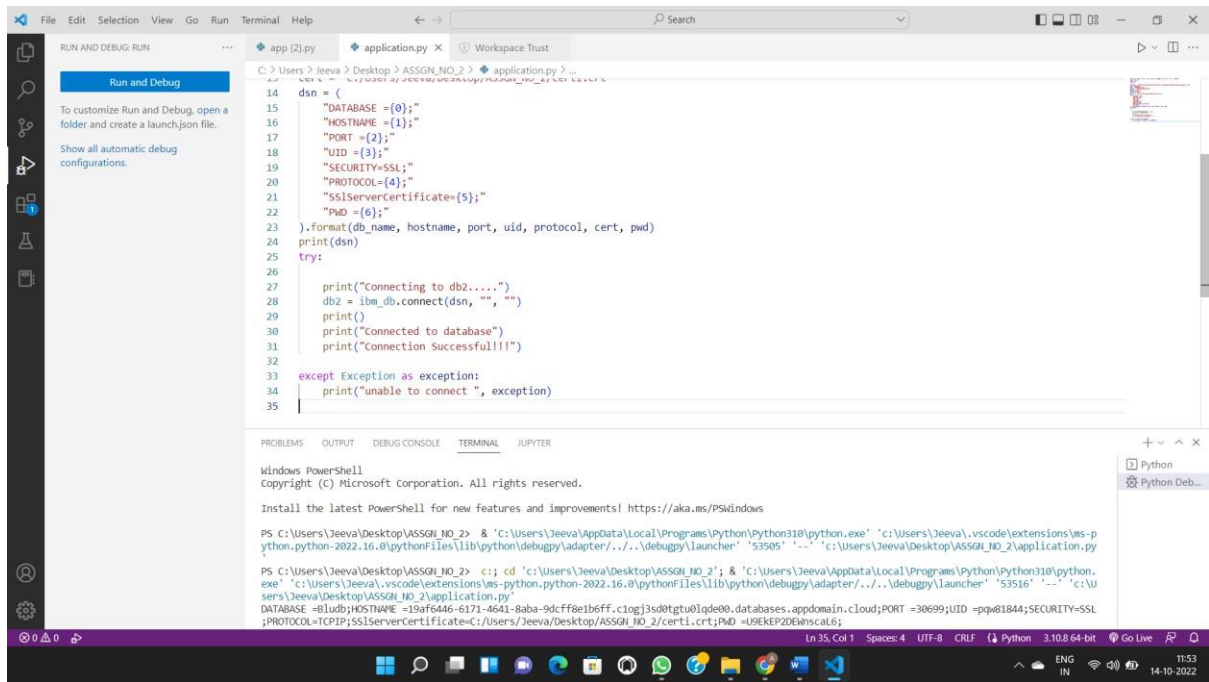 File Edit Selection View Go Run Terminal Help
Search
RUN AND DEBUG: RUN
Run and Debug
To customize Run and Debug, open a
folder and create a launch.json file.
Show all automatic debug
configurations.
1
app (2).py application.py Workspace Trust
C: > Users > Jeeva > Desktop > ASSGN_NO_2 > application.py > ...
13 cert = "C:/Users/Jeeva/Desktop/ASSGN_NO_2/certi.crt"
14 dsn = (
15 "DATABASE ={0};"
16 "HOSTNAME ={1};"
17 "PORT ={2};"
18 "UID ={3};"
19 "SECURITY=SSL;"
20 "PROTOCOL={4};"
21 "SSlServerCertificate={5};"
22 "PWD ={6};"
23 ).format(db_name, hostname, port, uid, protocol, cert, pwd)
24 print(dsn)
25 try:
26
27 print("Connecting to db2.....")
28 db2 = ibm_db.connect(dsn, "", "")
29 print()
30 print("Connected to database")
31 print("Connection Successful!!!")
32
33 except Exception as exception:
34 print("unable to connect ", exception)
35
PROBLEMS OUTPUT DEBUG CONSOLE TERMINAL JUPYTER
Python
Python Deb...
Windows PowerShell
Copyright (C) Microsoft Corporation. All rights reserved.
Install the latest PowerShell for new features and improvements! https://aka.ms/PSWindows
PS C:\Users\Jeeva\Desktop\ASSGN_NO_2> & 'C:\Users\Jeeva\AppData\Local\Programs\Python\Python310\python.exe' 'c:\Users\Jeeva\.vscode\extensions\ms-p
ython.python-2022.16.0\pythonFiles\lib\python\debugpy\adapter/../..\debugpy\launcher' '53505' '--' 'c:\Users\Jeeva\Desktop\ASSGN_NO_2\application.py
'
PS C:\Users\Jeeva\Desktop\ASSGN_NO_2> c:; cd 'c:\Users\Jeeva\Desktop\ASSGN_NO_2'; & 'C:\Users\Jeeva\AppData\Local\Programs\Python\Python310\python.
exe' 'c:\Users\Jeeva\.vscode\extensions\ms-python.python-2022.16.0\pythonFiles\lib\python\debugpy\adapter/../..\debugpy\launcher' '53516' '--' 'c:\U
sers\Jeeva\Desktop\ASSGN_NO_2\application.py'
DATABASE =Bludb;HOSTNAME =19af6446-6171-4641-8aba-9dcff8e1b6ff.c1ogj3sd0tgtu0lqde00.databases.appdomain.cloud;PORT =30699;UID =pqw81844;SECURITY=SSL
;PROTOCOL=TCPIP;SSlServerCertificate=C:/Users/Jeeva/Desktop/ASSGN_NO_2/certi.crt;PWD =U9EkEP2DEWnscaL6;
0 0 Ln 35, Col 1 Spaces: 4 UTF-8 CRLF Python 3.10.8 64-bit Go Live
ENG
IN
11:53
14-10-2022